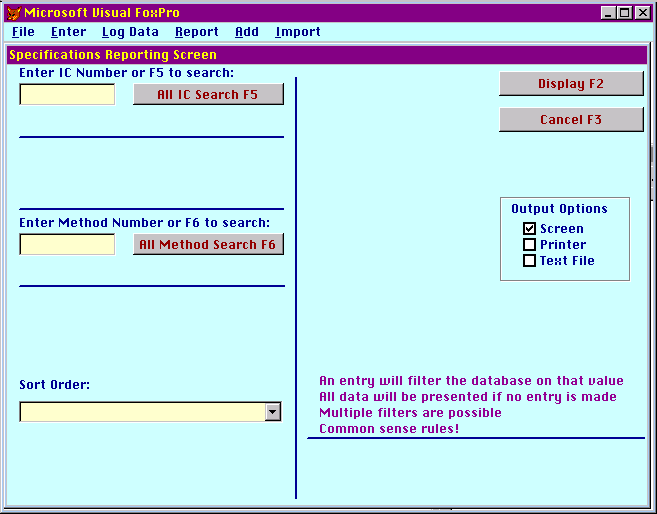 Microsoft Visual FoxPro
File Enter Log Data Report Add Import
Specifications Reporting Screen
Enter IC Number or F5 to search:
All IC Search F5
Display F2
Cancel F3
Enter Method Number or F6 to search:
All Method Search F6
Output Options
Screen
Printer
Text File
Sort Order:
An entry will filter the database on that value
All data will be presented if no entry is made
Multiple filters are possible
Common sense rules!